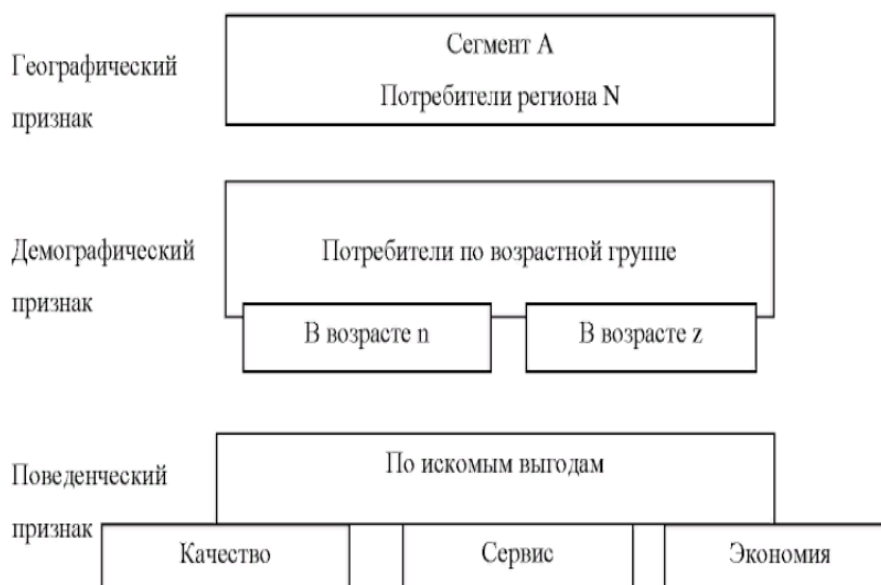 Географический
признак
Сегмент A
Потребители региона N
Демографический
признак
Потребители по возрастной группе
В возрасте n
В возрасте z
Поведенческий
признак
По искомым выгодам
Качество
Сервис
Экономия